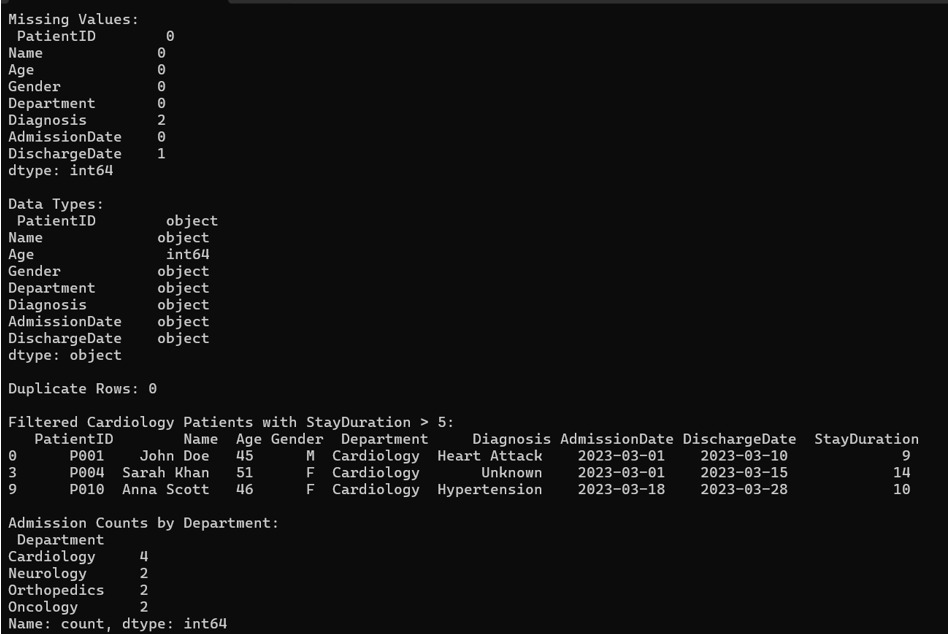 Missing Values:
 PatientID        0
Name             0
Age              0
Gender           0
Department       0
Diagnosis        2
AdmissionDate    0
DischargeDate    1
dtype: int64

Data Types:
 PatientID        object
Name             object
Age               int64
Gender           object
Department       object
Diagnosis        object
AdmissionDate    object
DischargeDate    object
dtype: object

Duplicate Rows: 0

Filtered Cardiology Patients with StayDuration > 5:
   PatientID        Name  Age Gender  Department     Diagnosis AdmissionDate DischargeDate  StayDuration
0       P001    John Doe   45      M  Cardiology  Heart Attack    2023-03-01    2023-03-10             9
3       P004  Sarah Khan   51      F  Cardiology       Unknown    2023-03-01    2023-03-15            14
9       P010  Anna Scott   46      F  Cardiology  Hypertension    2023-03-18    2023-03-28            10

Admission Counts by Department:
 Department
Cardiology     4
Neurology      2
Orthopedics    2
Oncology       2
Name: count, dtype: int64